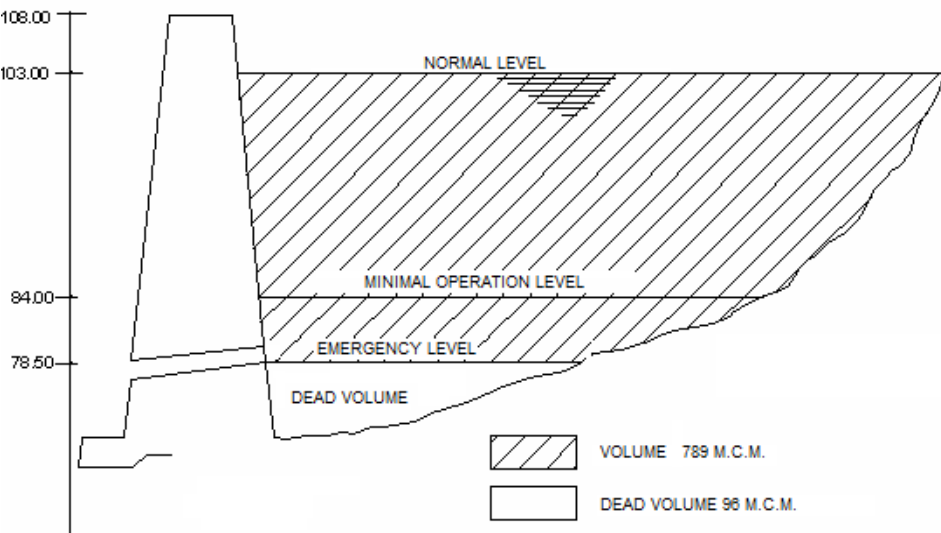 108.00
NORMAL LEVEL
103.00
MINIMAL OPERATION LEVEL
84.00
EMERGENCY LEVEL
78.50
DEAD VOLUME
VOLUME 789 M.C.M.
DEAD VOLUME 96 M.C.M.